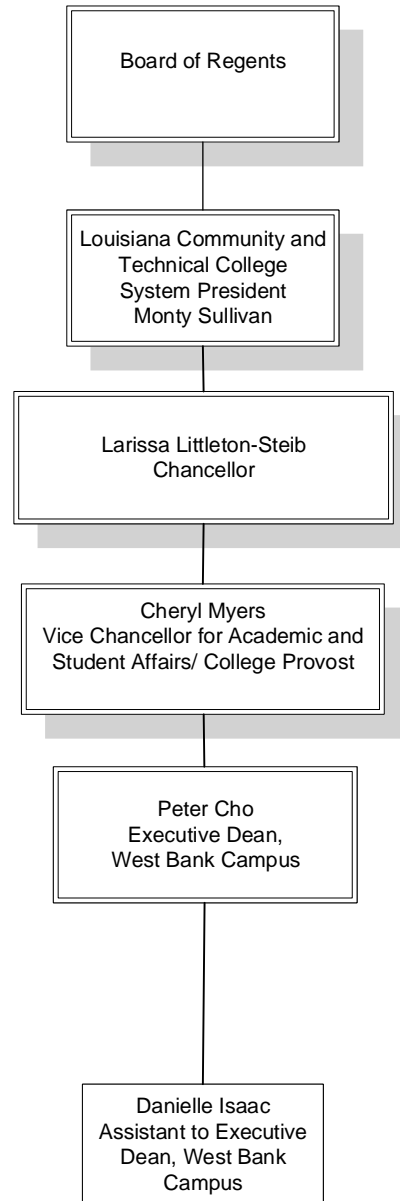 Board of Regents
Louisiana Community and
Technical College
System President
Monty Sullivan
Larissa Littleton-Steib
Chancellor
Cheryl Myers
Vice Chancellor for Academic and
Student Affairs/ College Provost
Peter Cho
Executive Dean,
West Bank Campus
Danielle Isaac
Assistant to Executive
Dean, West Bank
Campus